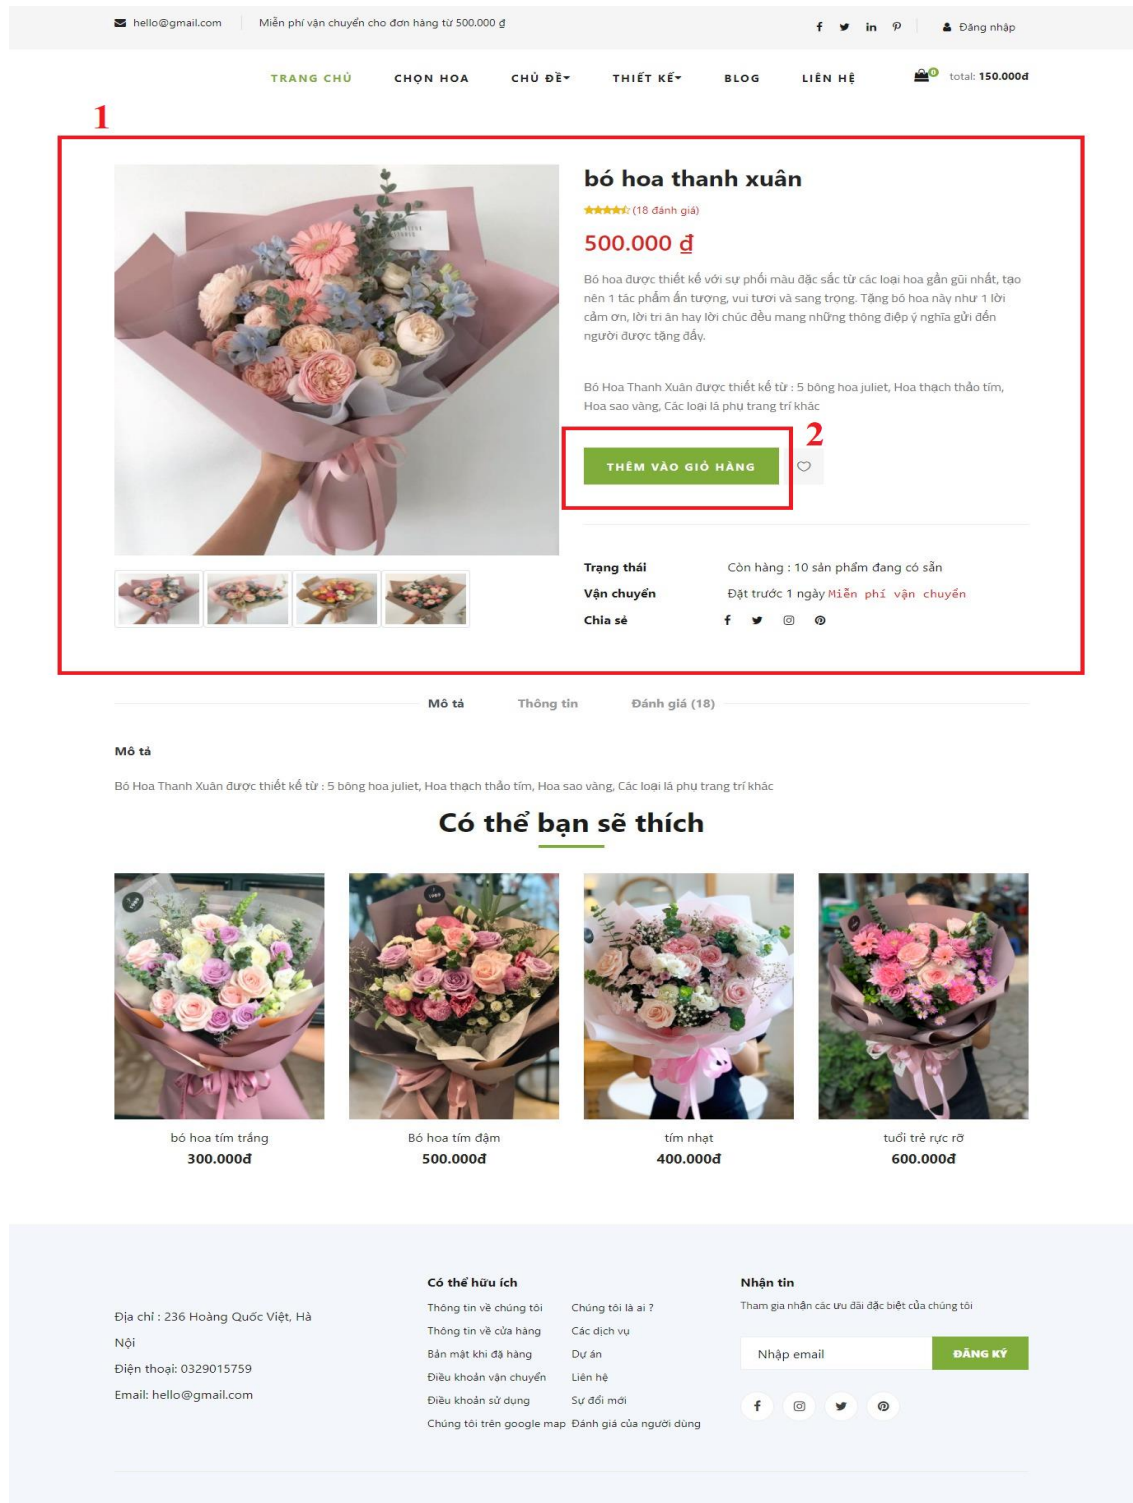 hello@gmail.com
Miễn phí vận chuyển cho đơn hàng từ 500.000 ₫
Đăng nhập
TRANG CHỦ CHỌN HOA CHỦ ĐỀ THIẾT KẾ BLOG LIÊN HỆ
0 total: 150.000đ
1
bó hoa thanh xuân
(18 đánh giá)
500.000 ₫
Bó hoa được thiết kế với sự phối màu đặc sắc từ các loại hoa gần gũi nhất, tạo
nên 1 tác phẩm ấn tượng, vui tươi và sang trọng. Tặng bó hoa này như 1 lời
cảm ơn, lời tri ân hay lời chúc đều mang những thông điệp ý nghĩa gửi đến
người được tặng đấy.
Bó Hoa Thanh Xuân được thiết kế từ : 5 bông hoa juliet, Hoa thạch thảo tím,
Hoa sao vàng, Các loại lá phụ trang trí khác
2
THÊM VÀO GIỎ HÀNG
Trạng thái Còn hàng : 10 sản phẩm đang có sẵn
Vận chuyển Đặt trước 1 ngày Miễn phí vận chuyển
Chia sẻ
Mô tả Thông tin Đánh giá (18)
Mô tả
Bó Hoa Thanh Xuân được thiết kế từ : 5 bông hoa juliet, Hoa thạch thảo tím, Hoa sao vàng, Các loại lá phụ trang trí khác
Có thể bạn sẽ thích
bó hoa tím trắng
300.000đ
Bó hoa tím đậm
500.000đ
tím nhạt
400.000đ
tuổi trẻ rực rỡ
600.000đ
Địa chỉ : 236 Hoàng Quốc Việt, Hà
Nội
Điện thoại: 0329015759
Email: hello@gmail.com
Có thể hữu ích
Thông tin về chúng tôi Chúng tôi là ai ?
Thông tin về cửa hàng Các dịch vụ
Bản mật khi đặ hàng Dự án
Điều khoản vận chuyển Liên hệ
Điều khoản sử dụng Sự đổi mới
Chúng tôi trên google map Đánh giá của người dùng
Nhận tin
Tham gia nhận các ưu đãi đặc biệt của chúng tôi
Nhập email ĐĂNG KÝ